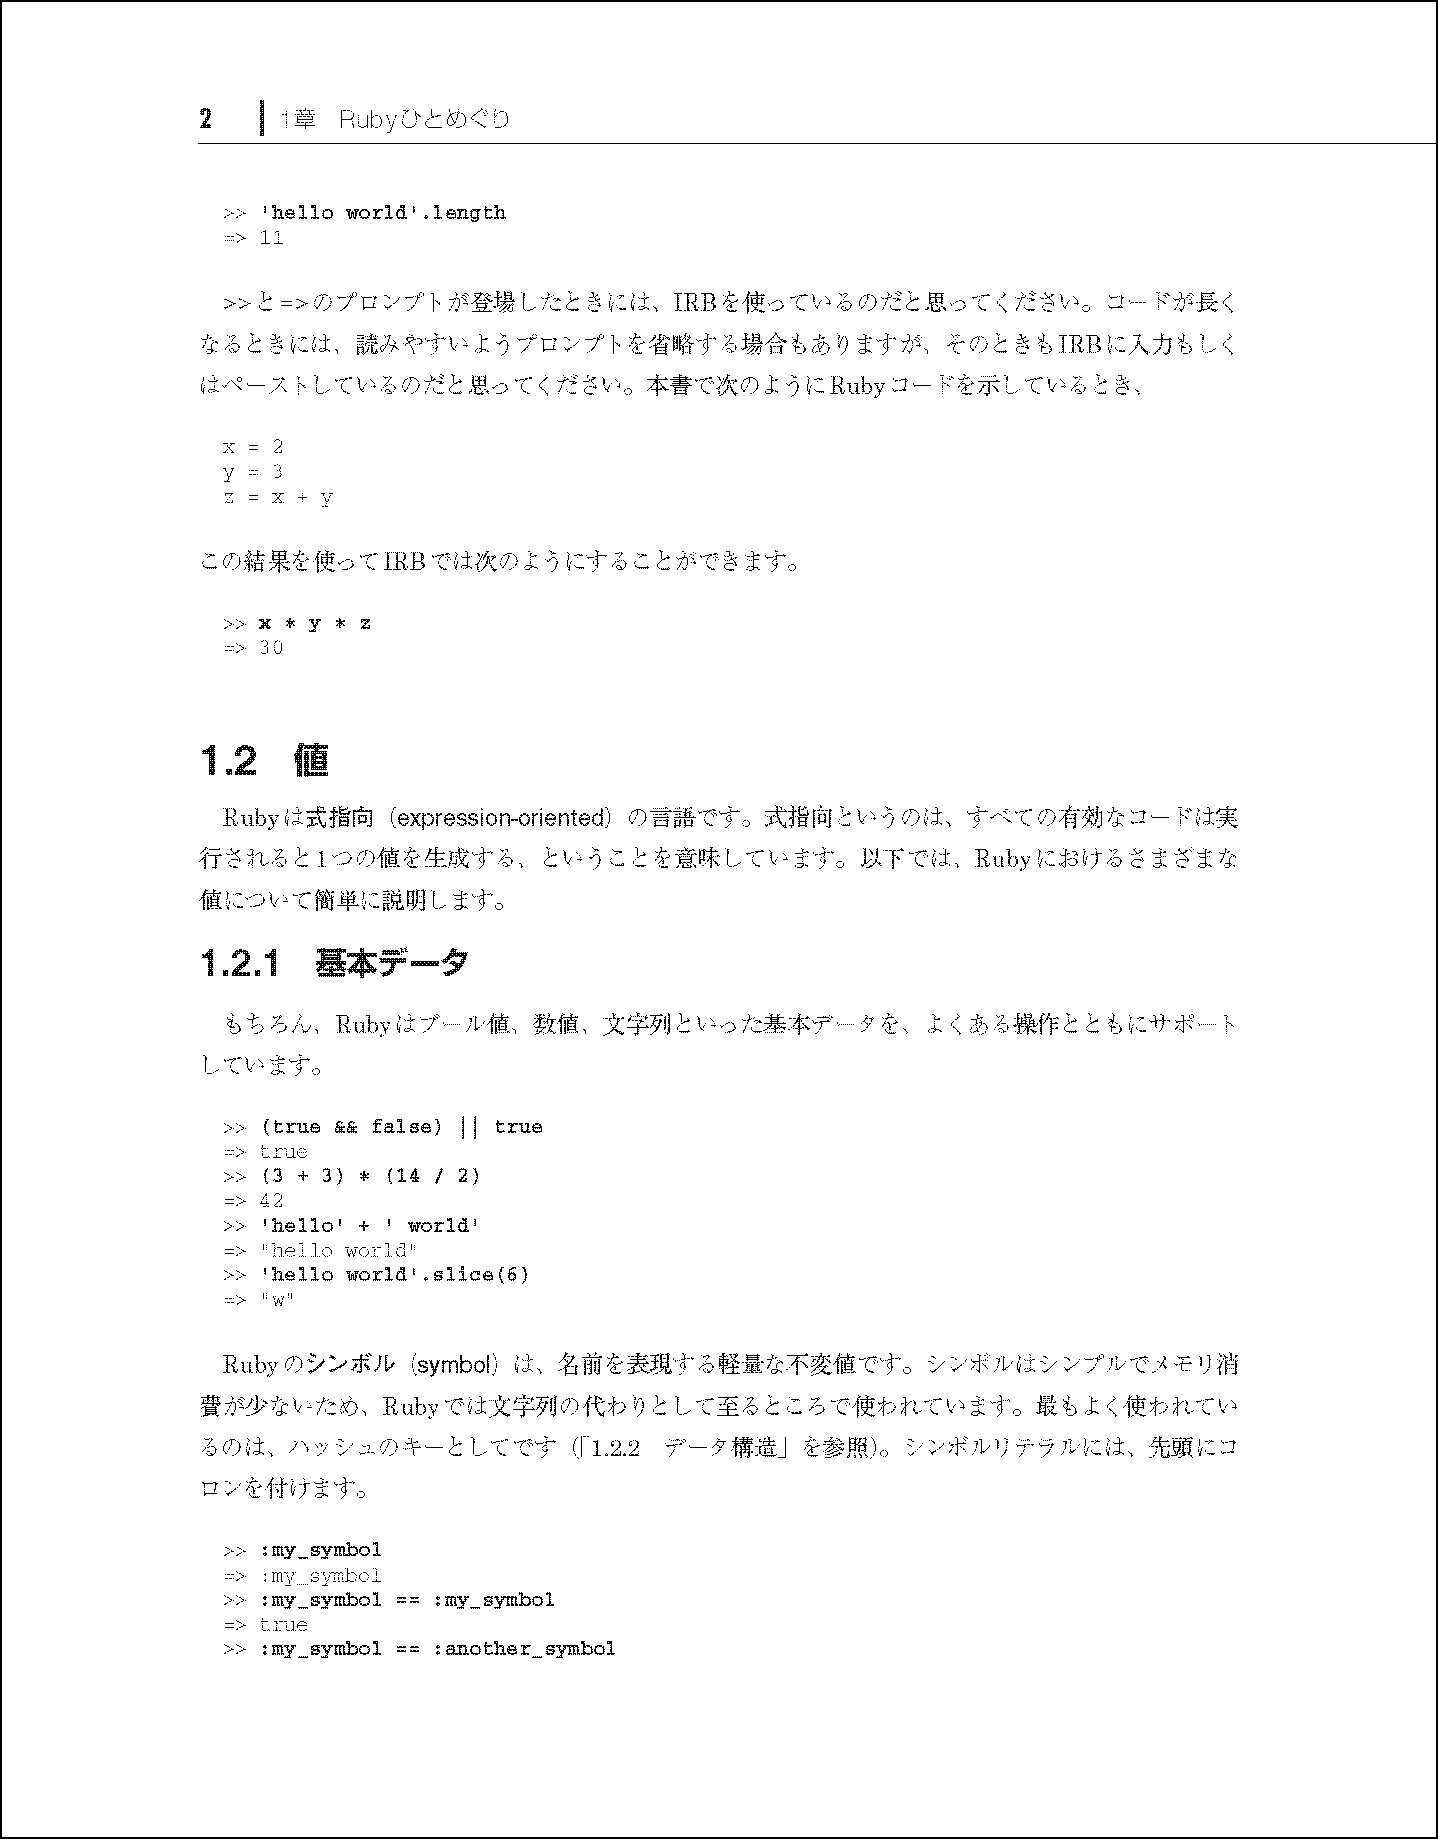 2 1章　Rubyひとめぐり
>> 'hello world'.length
=> 11
>>と=>のプロンプトが登場したときには、IRBを使っているのだと思ってください。コードが長く
なるときには、読みやすいようプロンプトを省略する場合もありますが、そのときもIRBに入力もしく
はペーストしているのだと思ってください。本書で次のようにRubyコードを示しているとき、
x = 2
y = 3
z = x + y
この結果を使ってIRBでは次のようにすることができます。
>> x * y * z
=> 30
1.2　値
Rubyは式指向（expression-oriented）の言語です。式指向というのは、すべての有効なコードは実
行されると1つの値を生成する、ということを意味しています。以下では、Rubyにおけるさまざまな
値について簡単に説明します。
1.2.1　基本データ
もちろん、Rubyはブール値、数値、文字列といった基本データを、よくある操作とともにサポート
しています。
>> (true && false) || true
=> true
>> (3 + 3) * (14 / 2)
=> 42
>> 'hello' + ' world'
=> "hello world"
>> 'hello world'.slice(6)
=> "w"
Rubyのシンボル（symbol）は、名前を表現する軽量な不変値です。シンボルはシンプルでメモリ消
費が少ないため、Rubyでは文字列の代わりとして至るところで使われています。最もよく使われてい
るのは、ハッシュのキーとしてです（「1.2.2　データ構造」を参照）。シンボルリテラルには、先頭にコ
ロンを付けます。
>> :my_symbol
=> :my_symbol
>> :my_symbol == :my_symbol
=> true
>> :my_symbol == :another_symbol